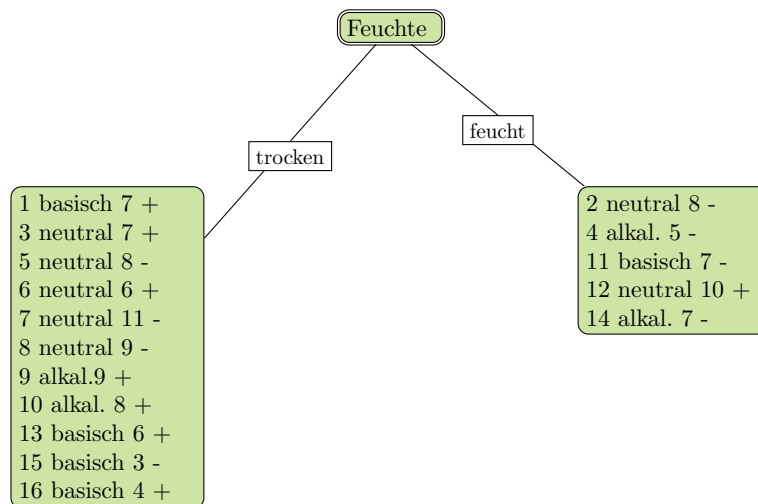 Feuchte
trocken
feucht
1 basisch 7 +
3 neutral 7 +
5 neutral 8 -
6 neutral 6 +
7 neutral 11 -
8 neutral 9 -
9 alkal.9 +
10 alkal. 8 +
13 basisch 6 +
15 basisch 3 -
16 basisch 4 +
2 neutral 8 -
4 alkal. 5 -
11 basisch 7 -
12 neutral 10 +
14 alkal. 7 -